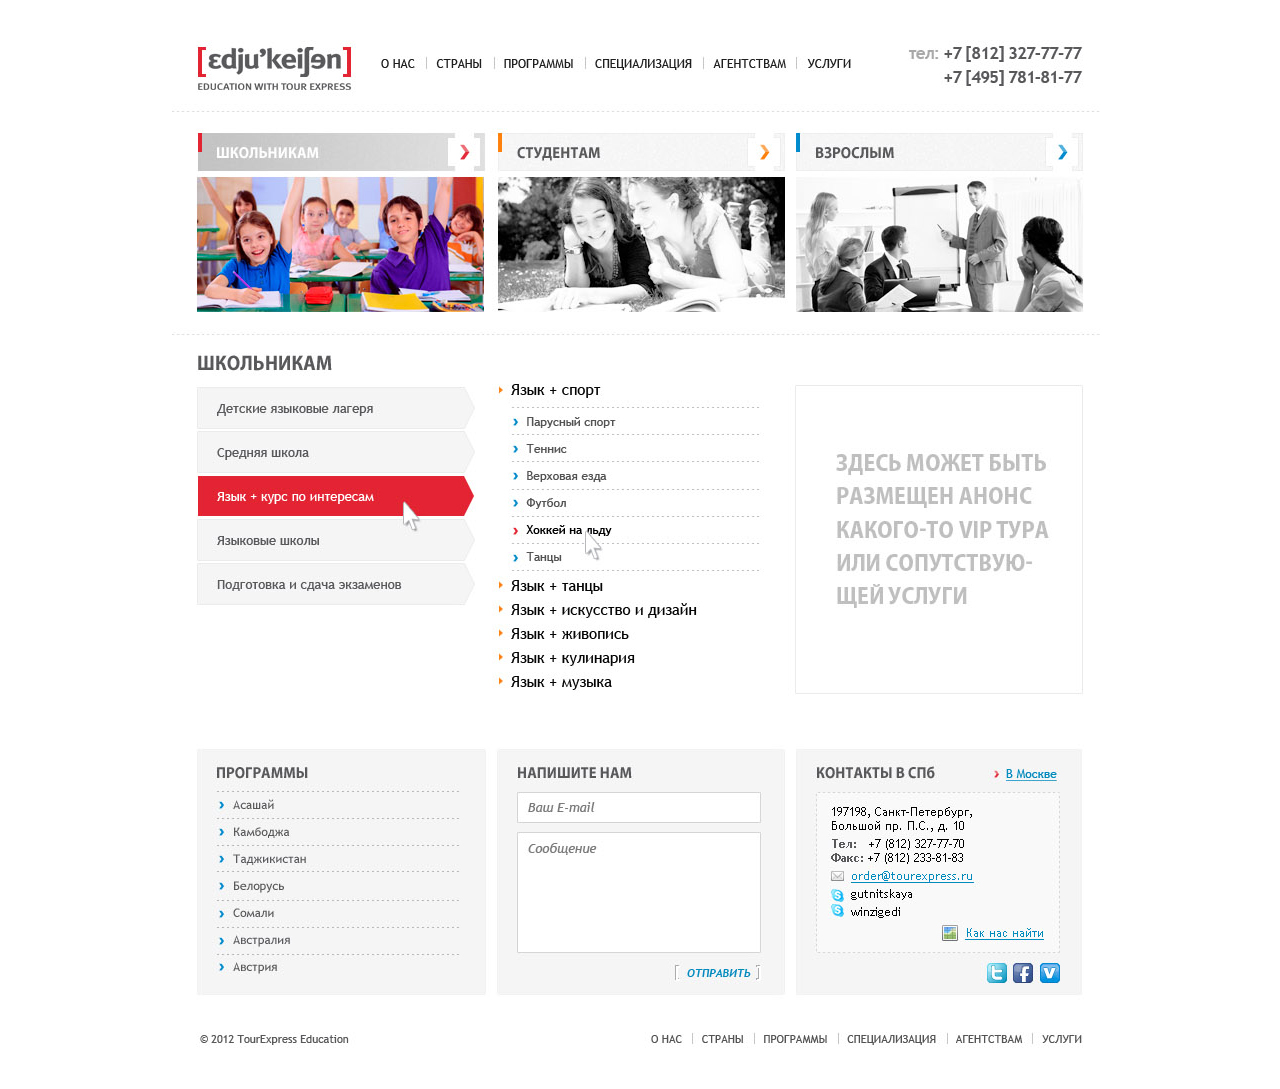 [ɛdju'keiʃən]
EDUCATION WITH TOUR EXPRESS
О НАС
СТРАНЫ
ПРОГРАММЫ
СПЕЦИАЛИЗАЦИЯ
АГЕНТСТВАМ
УСЛУГИ
тел: +7 [812] 327-77-77
+7 [495] 781-81-77
ШКОЛЬНИКАМ
СТУДЕНТАМ
ВЗРОСЛЫМ
ШКОЛЬНИКАМ
Детские языковые лагеря
Средняя школа
Язык + курс по интересам
Языковые школы
Подготовка и сдача экзаменов
Язык + спорт
Парусный спорт
Теннис
Верховая езда
Футбол
Хоккей на льду
Танцы
Язык + танцы
Язык + искусство и дизайн
Язык + живопись
Язык + кулинария
Язык + музыка
ЗДЕСЬ МОЖЕТ БЫТЬ
РАЗМЕЩЕН АНОНС
КАКОГО-ТО VIP ТУРА
ИЛИ СОПУТСТВУЮ-
ЩЕЙ УСЛУГИ
ПРОГРАММЫ
Асашай
Камбоджа
Таджикистан
Белорусь
Сомали
Австралия
Австрия
НАПИШИТЕ НАМ
Ваш E-mail
Сообщение
ОТПРАВИТЬ
КОНТАКТЫ В СПб
В Москве
197198, Санкт-Петербург,
Большой пр. П.С., д. 10
Тел: +7 (812) 327-77-70
Факс: +7 (812) 233-81-83
order@tourexpress.ru
gutnitskaya
winzigedi
Как нас найти
© 2012 TourExpress Education
О НАС
СТРАНЫ
ПРОГРАММЫ
СПЕЦИАЛИЗАЦИЯ
АГЕНТСТВАМ
УСЛУГИ